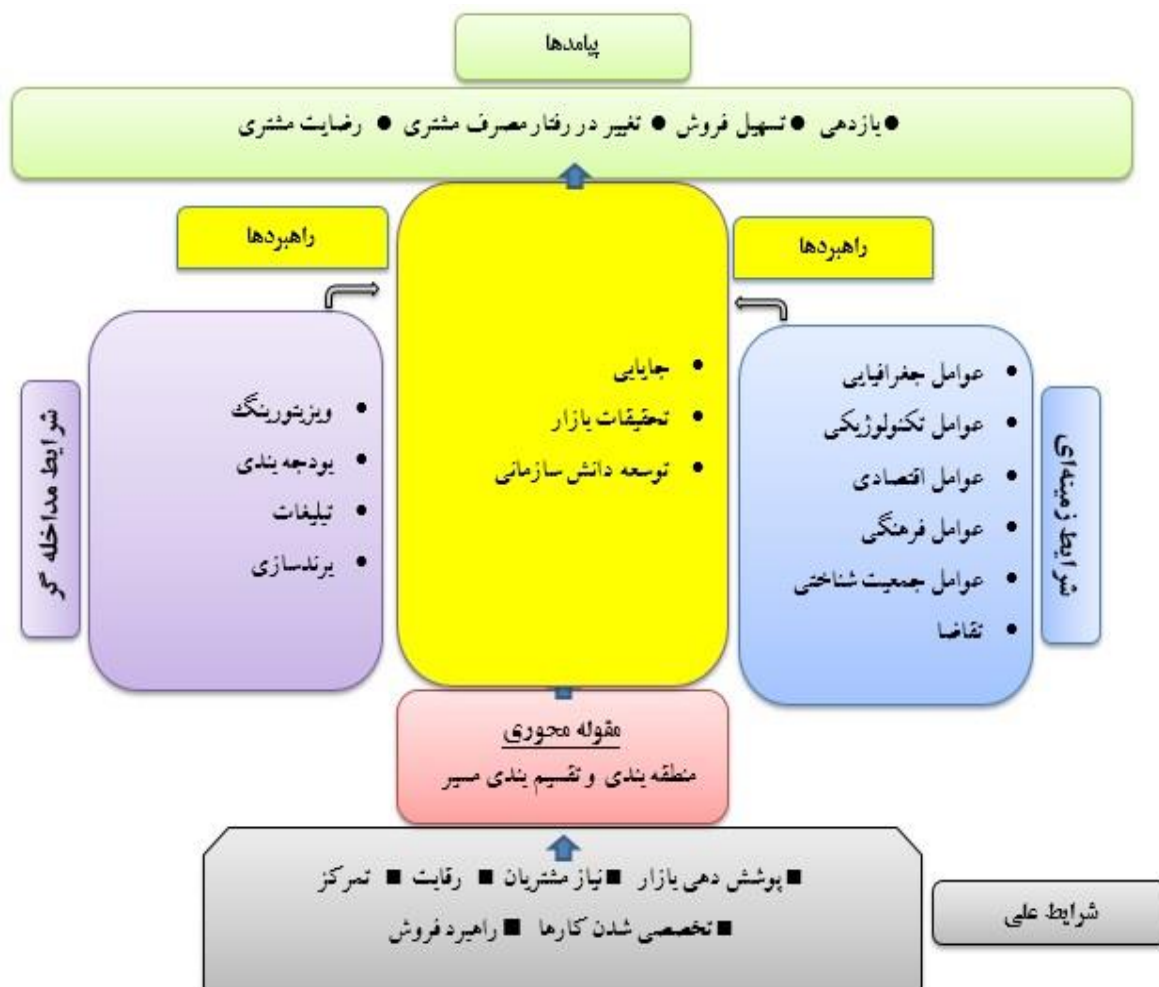 پیامدها
● بازدهی ● تسهیل فروش ● تغییر در رفتار مصرف مشتری ● رضایت مشتری
راهبردها
راهبردها
شرایط زمینه‌ای
• عوامل جغرافیایی
• عوامل تکنولوژیکی
• عوامل اقتصادی
• عوامل فرهنگی
• عوامل جمعیت شناختی
• تقاضا
• جایابی
• تحقیقات بازار
• توسعه دانش سازمانی
• ویزیتورینگ
• بودجه بندی
• تبلیغات
• برندسازی
شرایط مداخله گر
مقوله محوری
منطقه بندی و تقسیم بندی مسیر
■ پوشش دهی بازار ■ نیاز مشتریان ■ رقابت ■ تمرکز
■ تخصصی شدن کارها ■ راهبرد فروش
شرایط علی